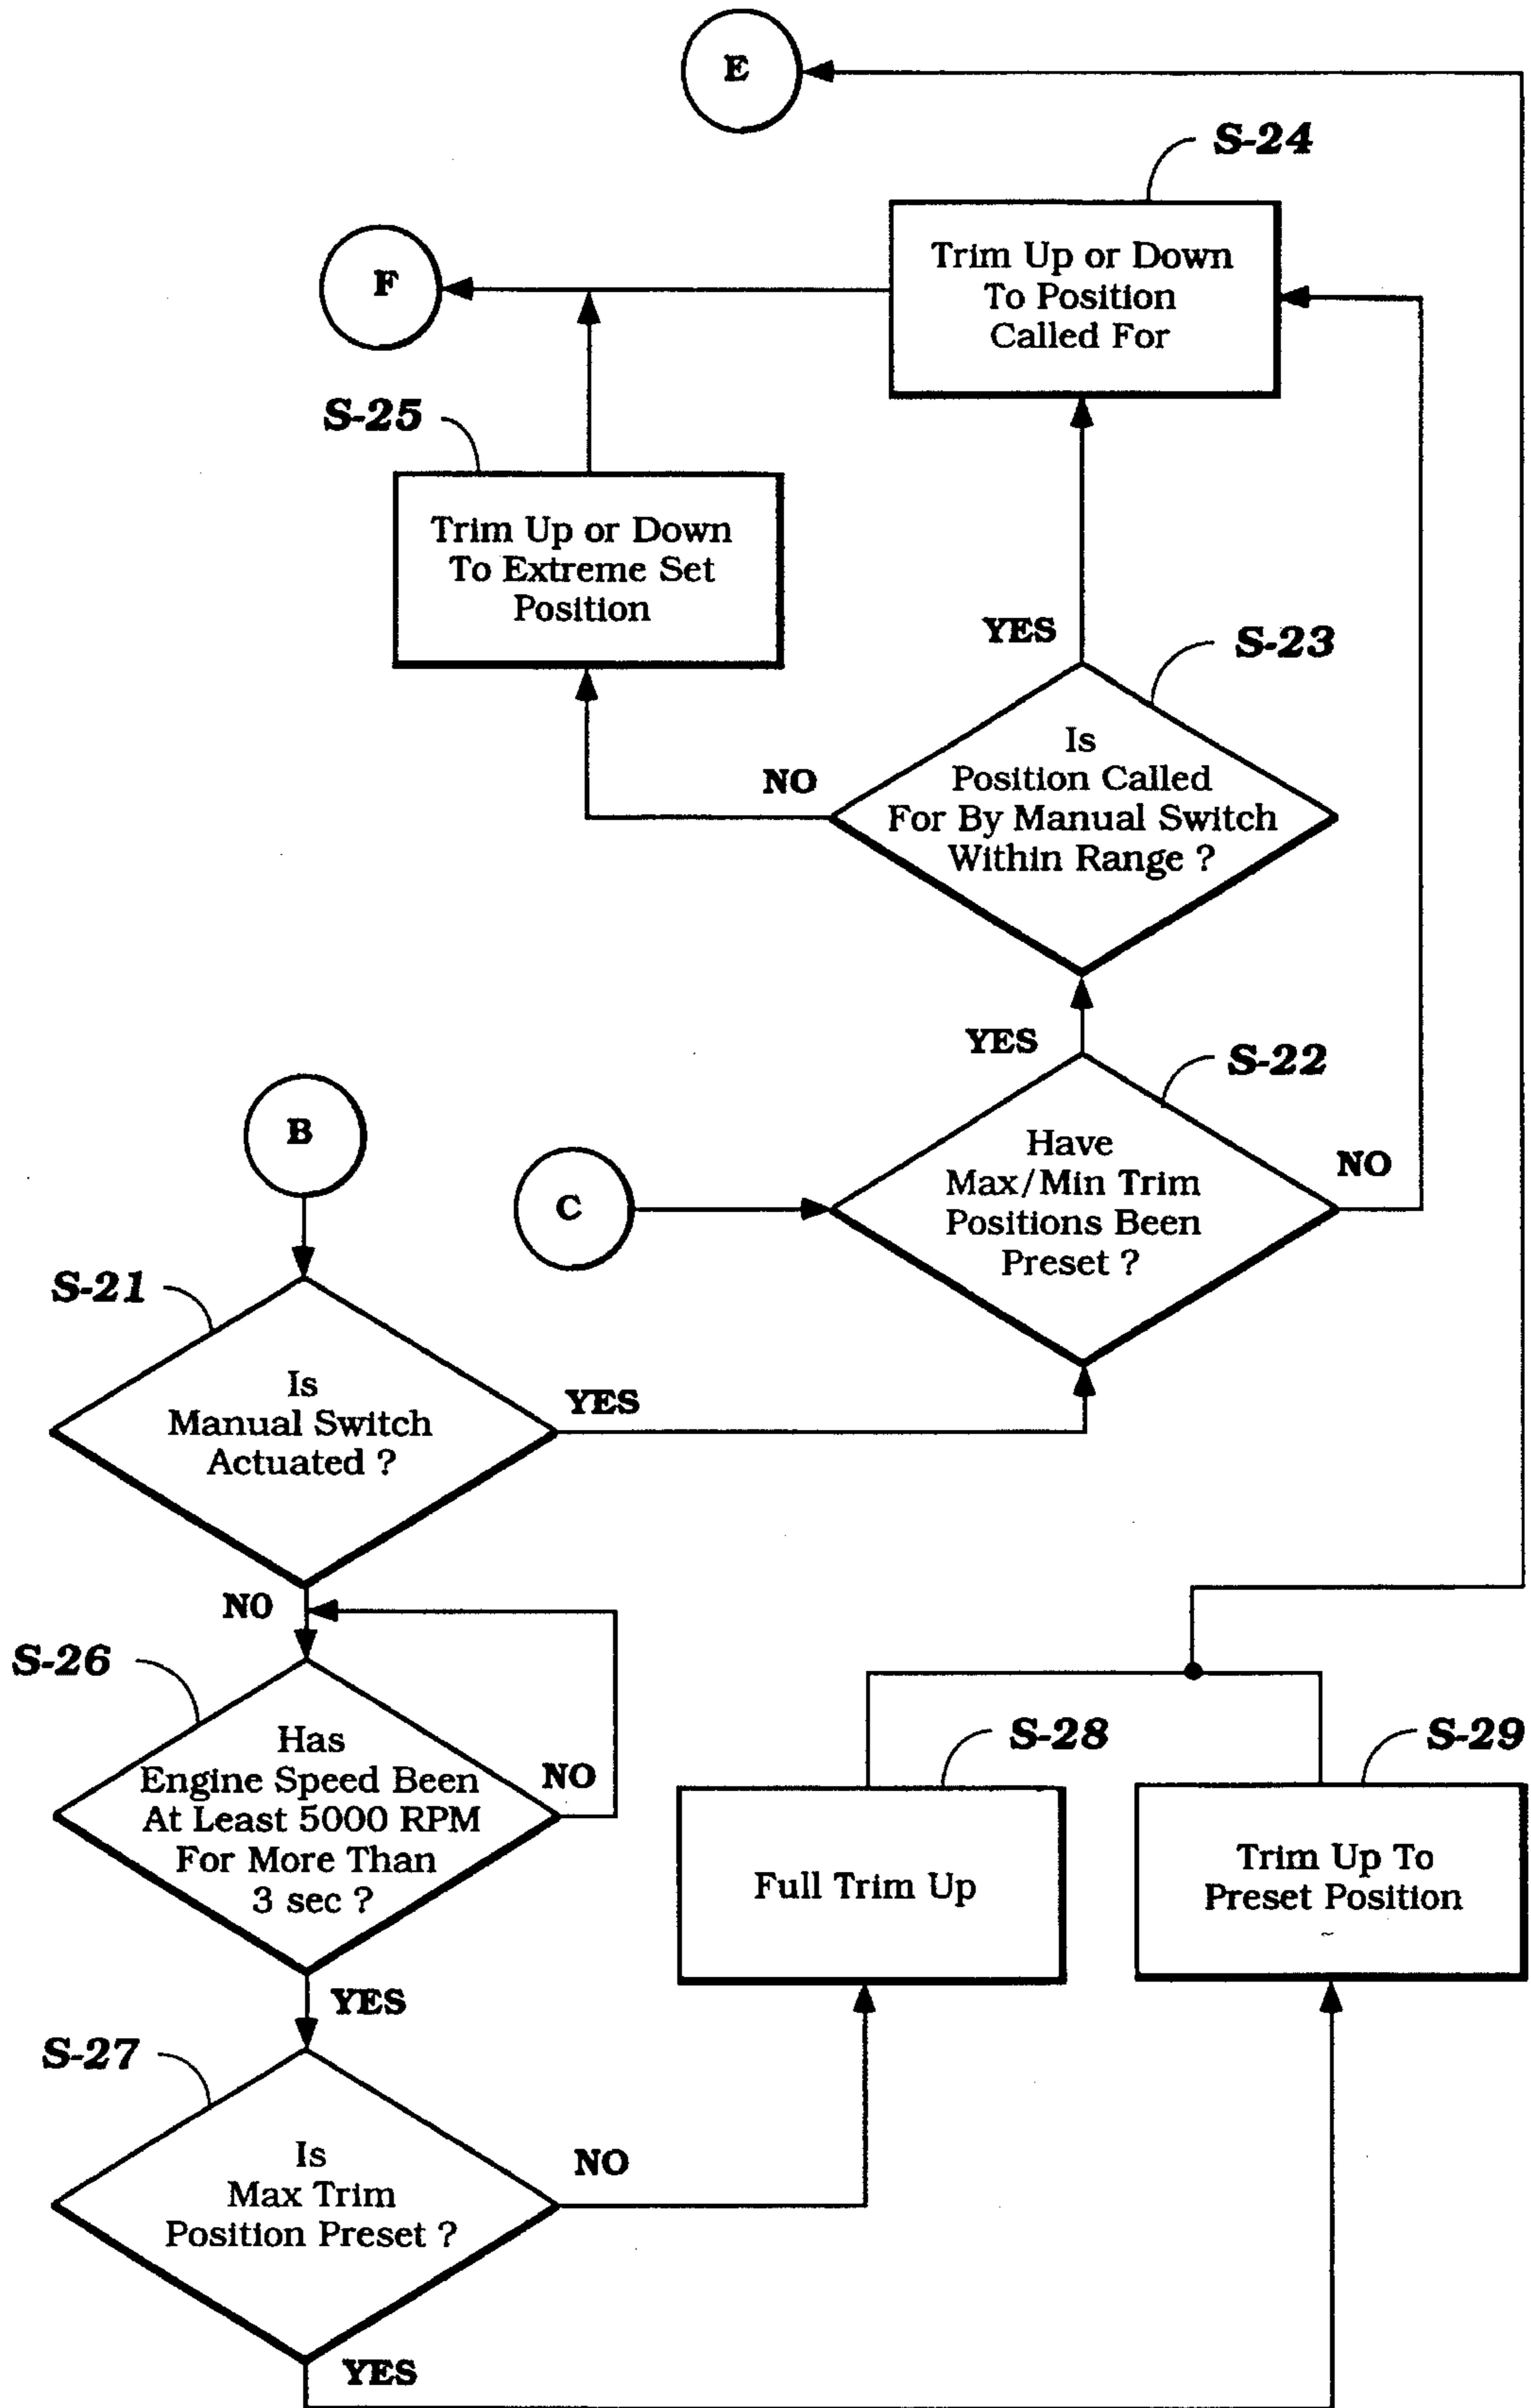 E
S-24
Trim Up or Down
To Position
Called For
F
S-25
Trim Up or Down
To Extreme Set
Position
YES
S-23
Is
Position Called
For By Manual Switch
Within Range ?
NO
YES
S-22
Have
Max/Min Trim
Positions Been
Preset ?
NO
B
C
S-21
Is
Manual Switch
Actuated ?
YES
NO
S-26
Has
Engine Speed Been
At Least 5000 RPM
For More Than
3 sec ?
NO
S-28
Full Trim Up
S-29
Trim Up To
Preset Position
YES
S-27
Is
Max Trim
Position Preset ?
NO
YES